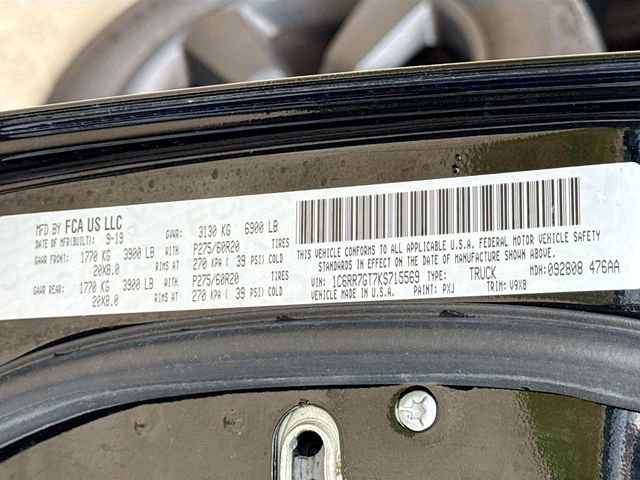 MFD BY FCA US LLC
DATE OF MFR(BUILT): 9-19 GVWR: 3130 KG 6900 LB
GAWR FRONT: 1770 KG 3900 LB WITH P275/60R20 TIRES
20X8.0 RIMS AT 270 KPA ( 39 PSI) COLD
GAWR REAR: 1770 KG 3900 LB WITH P275/60R20 TIRES
20X8.0 RIMS AT 270 KPA ( 39 PSI) COLD
THIS VEHICLE CONFORMS TO ALL APPLICABLE U.S.A. FEDERAL MOTOR VEHICLE SAFETY
STANDARDS IN EFFECT ON THE DATE OF MANUFACTURE SHOWN ABOVE.
VIN: 1C6RR7GT7KS715569 TYPE: TRUCK MDH: 092808 476AA
VEHICLE MADE IN U.S.A. PAINT: PXJ TRIM: V9X8